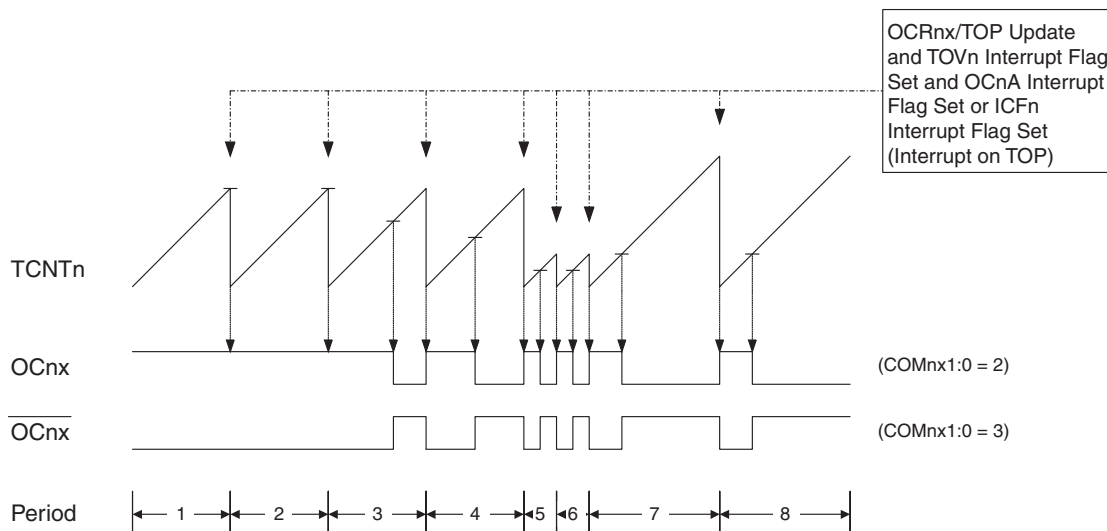 OCRnx/TOP Update
and TOVn Interrupt Flag
Set and OCnA Interrupt
Flag Set or ICFn
Interrupt Flag Set
(Interrupt on TOP)
TCNTn
OCnx
(COMnx1:0 = 2)
OCnx
(COMnx1:0 = 3)
Period 1 2 3 4 5 6 7 8